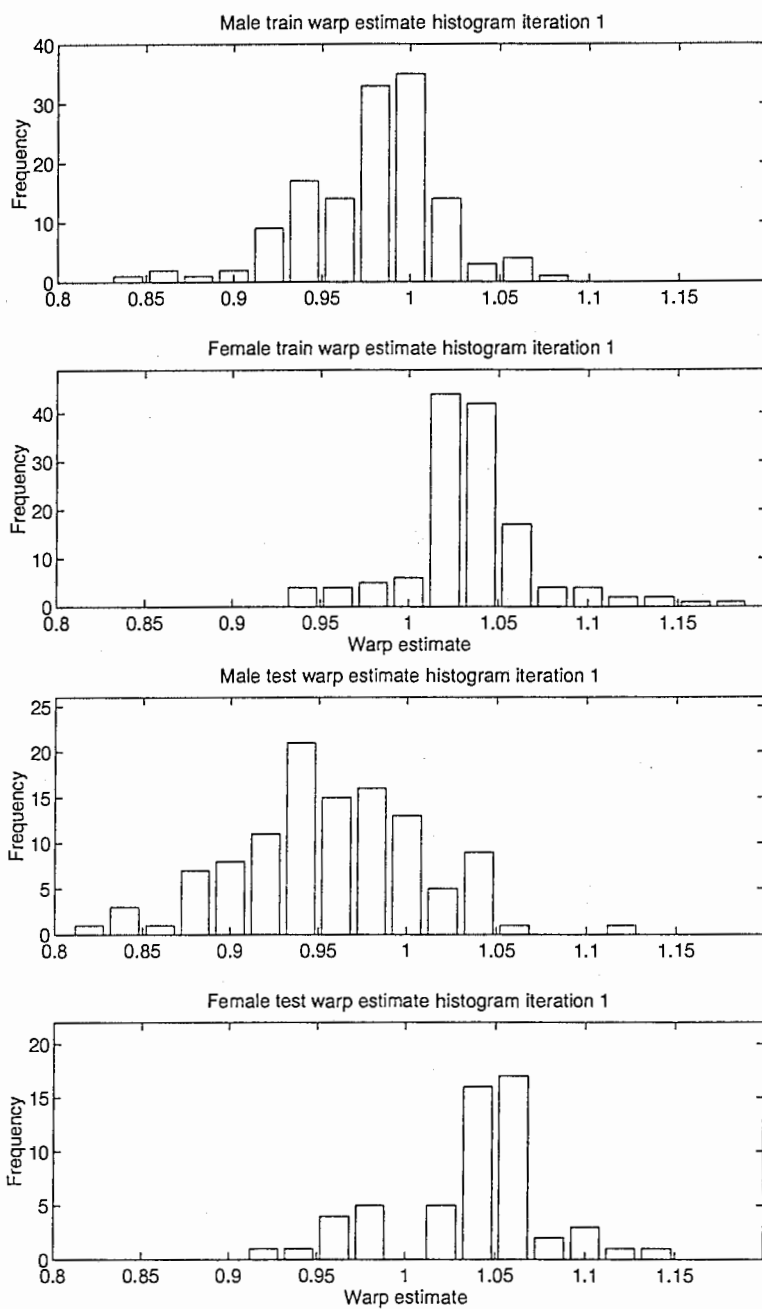 Male train warp estimate histogram iteration 1
40
30
20
10
0
Frequency
0.8 0.85 0.9 0.95 1 1.05 1.1 1.15
Female train warp estimate histogram iteration 1
40
30
20
10
0
Frequency
0.8 0.85 0.9 0.95 1 1.05 1.1 1.15
Warp estimate
Male test warp estimate histogram iteration 1
25
20
15
10
5
0
Frequency
0.8 0.85 0.9 0.95 1 1.05 1.1 1.15
Female test warp estimate histogram iteration 1
20
15
10
5
0
Frequency
0.8 0.85 0.9 0.95 1 1.05 1.1 1.15
Warp estimate